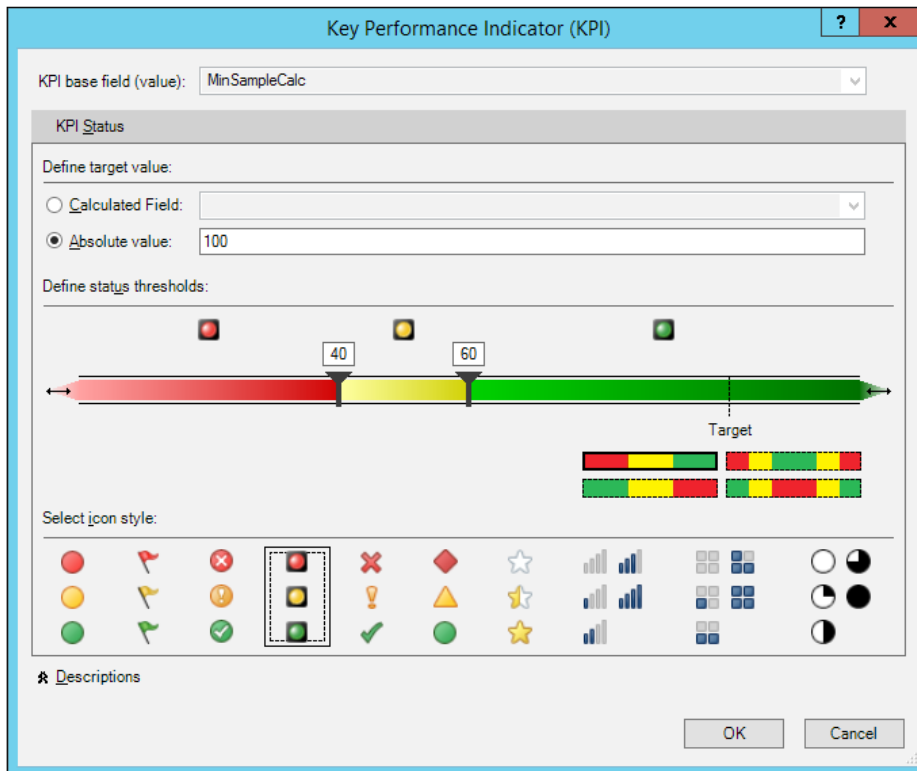 Key Performance Indicator (KPI)
? x
KPI base field (value): MinSampleCalc
KPI Status
Define target value:
Calculated Field:
Absolute value: 100
Define status thresholds:
40 60
Target
Select icon style:
Descriptions
OK Cancel